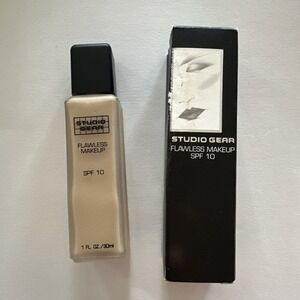 STUDIO
GEAR
FLAWLESS
MAKEUP
SPF 10
1 FL. OZ./30ml
STUDIO GEAR
FLAWLESS MAKEUP
SPF 10